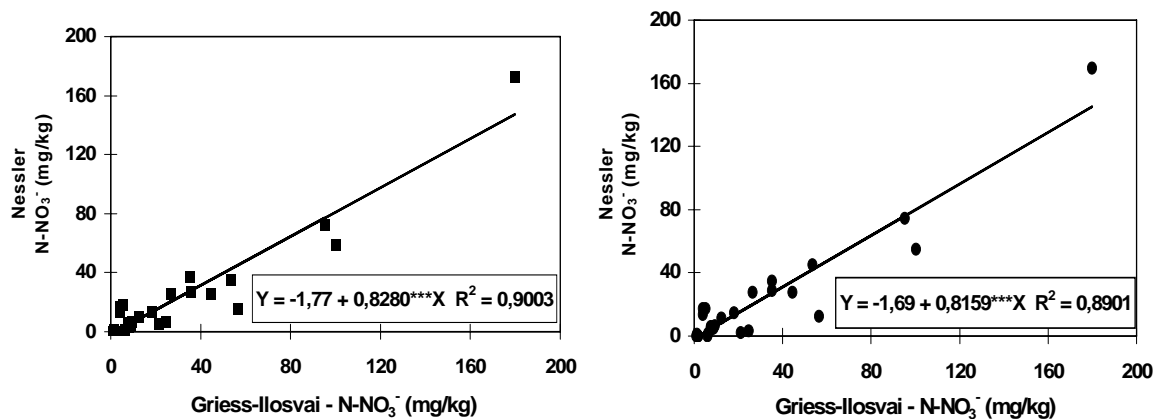 200
160
120
80
40
0
Nessler
N-NO₃⁻ (mg/kg)
Y = -1,77 + 0,8280***X R² = 0,9003
0 40 80 120 160 200
Griess-Ilosvai - N-NO₃⁻ (mg/kg)
200
160
120
80
40
0
Nessler
N-NO₃⁻ (mg/kg)
Y = -1,69 + 0,8159***X R² = 0,8901
0 40 80 120 160 200
Griess-Ilosvai - N-NO₃⁻ (mg/kg)